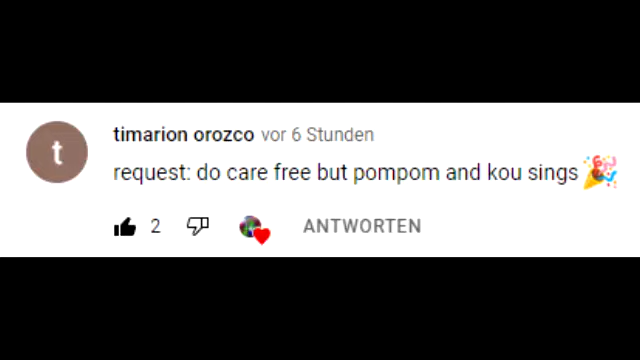 t
timarion orozco vor 6 Stunden
request: do care free but pompom and kou sings 🎉
2 ANTWORTEN